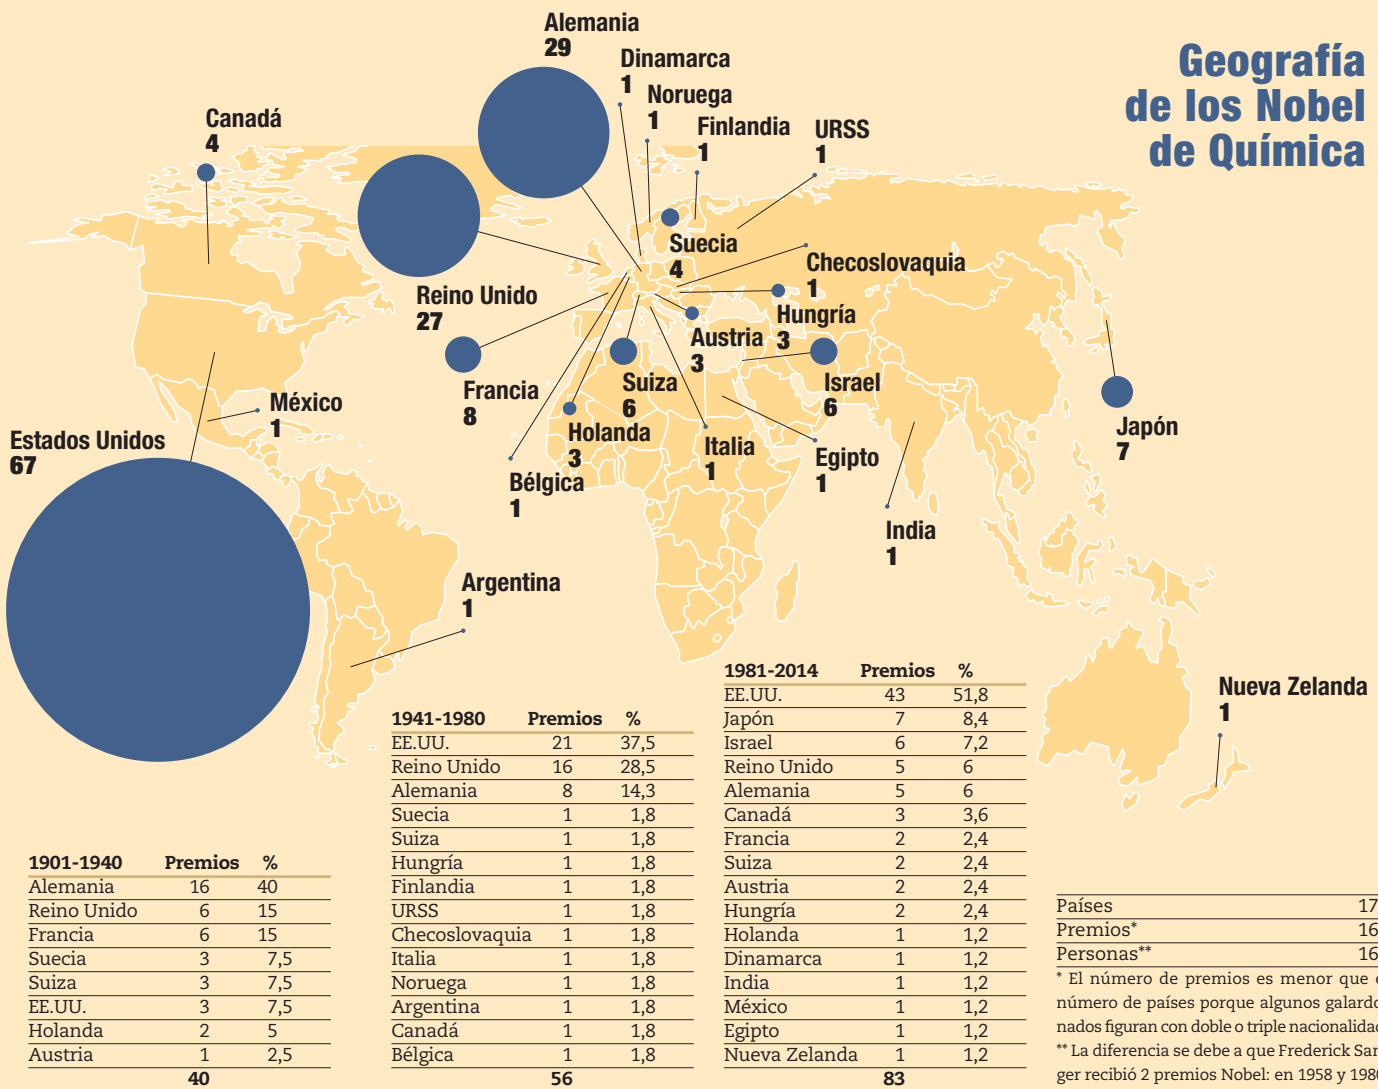 Geografía
de los Nobel
de Química
Alemania
29
Dinamarca
1
Noruega
1
Finlandia
1
URSS
1
Canadá
4
Suecia
4
Checoslovaquia
1
Reino Unido
27
Hungría
3
Austria
3
Francia
8
Suiza
6
Israel
6
México
1
Japón
7
Estados Unidos
67
Holanda
3
Italia
1
Egipto
1
Bélgica
1
India
1
Argentina
1
Nueva Zelanda
1
1901-1940 Premios %
Alemania 16 40
Reino Unido 6 15
Francia 6 15
Suecia 3 7,5
Suiza 3 7,5
EE.UU. 3 7,5
Holanda 2 5
Austria 1 2,5
40
1941-1980 Premios %
EE.UU. 21 37,5
Reino Unido 16 28,5
Alemania 8 14,3
Suecia 1 1,8
Suiza 1 1,8
Hungría 1 1,8
Finlandia 1 1,8
URSS 1 1,8
Checoslovaquia 1 1,8
Italia 1 1,8
Noruega 1 1,8
Argentina 1 1,8
Canadá 1 1,8
Bélgica 1 1,8
56
1981-2014 Premios %
EE.UU. 43 51,8
Japón 7 8,4
Israel 6 7,2
Reino Unido 5 6
Alemania 5 6
Canadá 3 3,6
Francia 2 2,4
Suiza 2 2,4
Austria 2 2,4
Hungría 2 2,4
Holanda 1 1,2
Dinamarca 1 1,2
India 1 1,2
México 1 1,2
Egipto 1 1,2
Nueva Zelanda 1 1,2
83
Países 17
Premios* 16
Personas** 16
* El número de premios es menor que
número de países porque algunos galardo-
nados figuran con doble o triple nacionalidad
** La diferencia se debe a que Frederick San-
ger recibió 2 premios Nobel: en 1958 y 1980